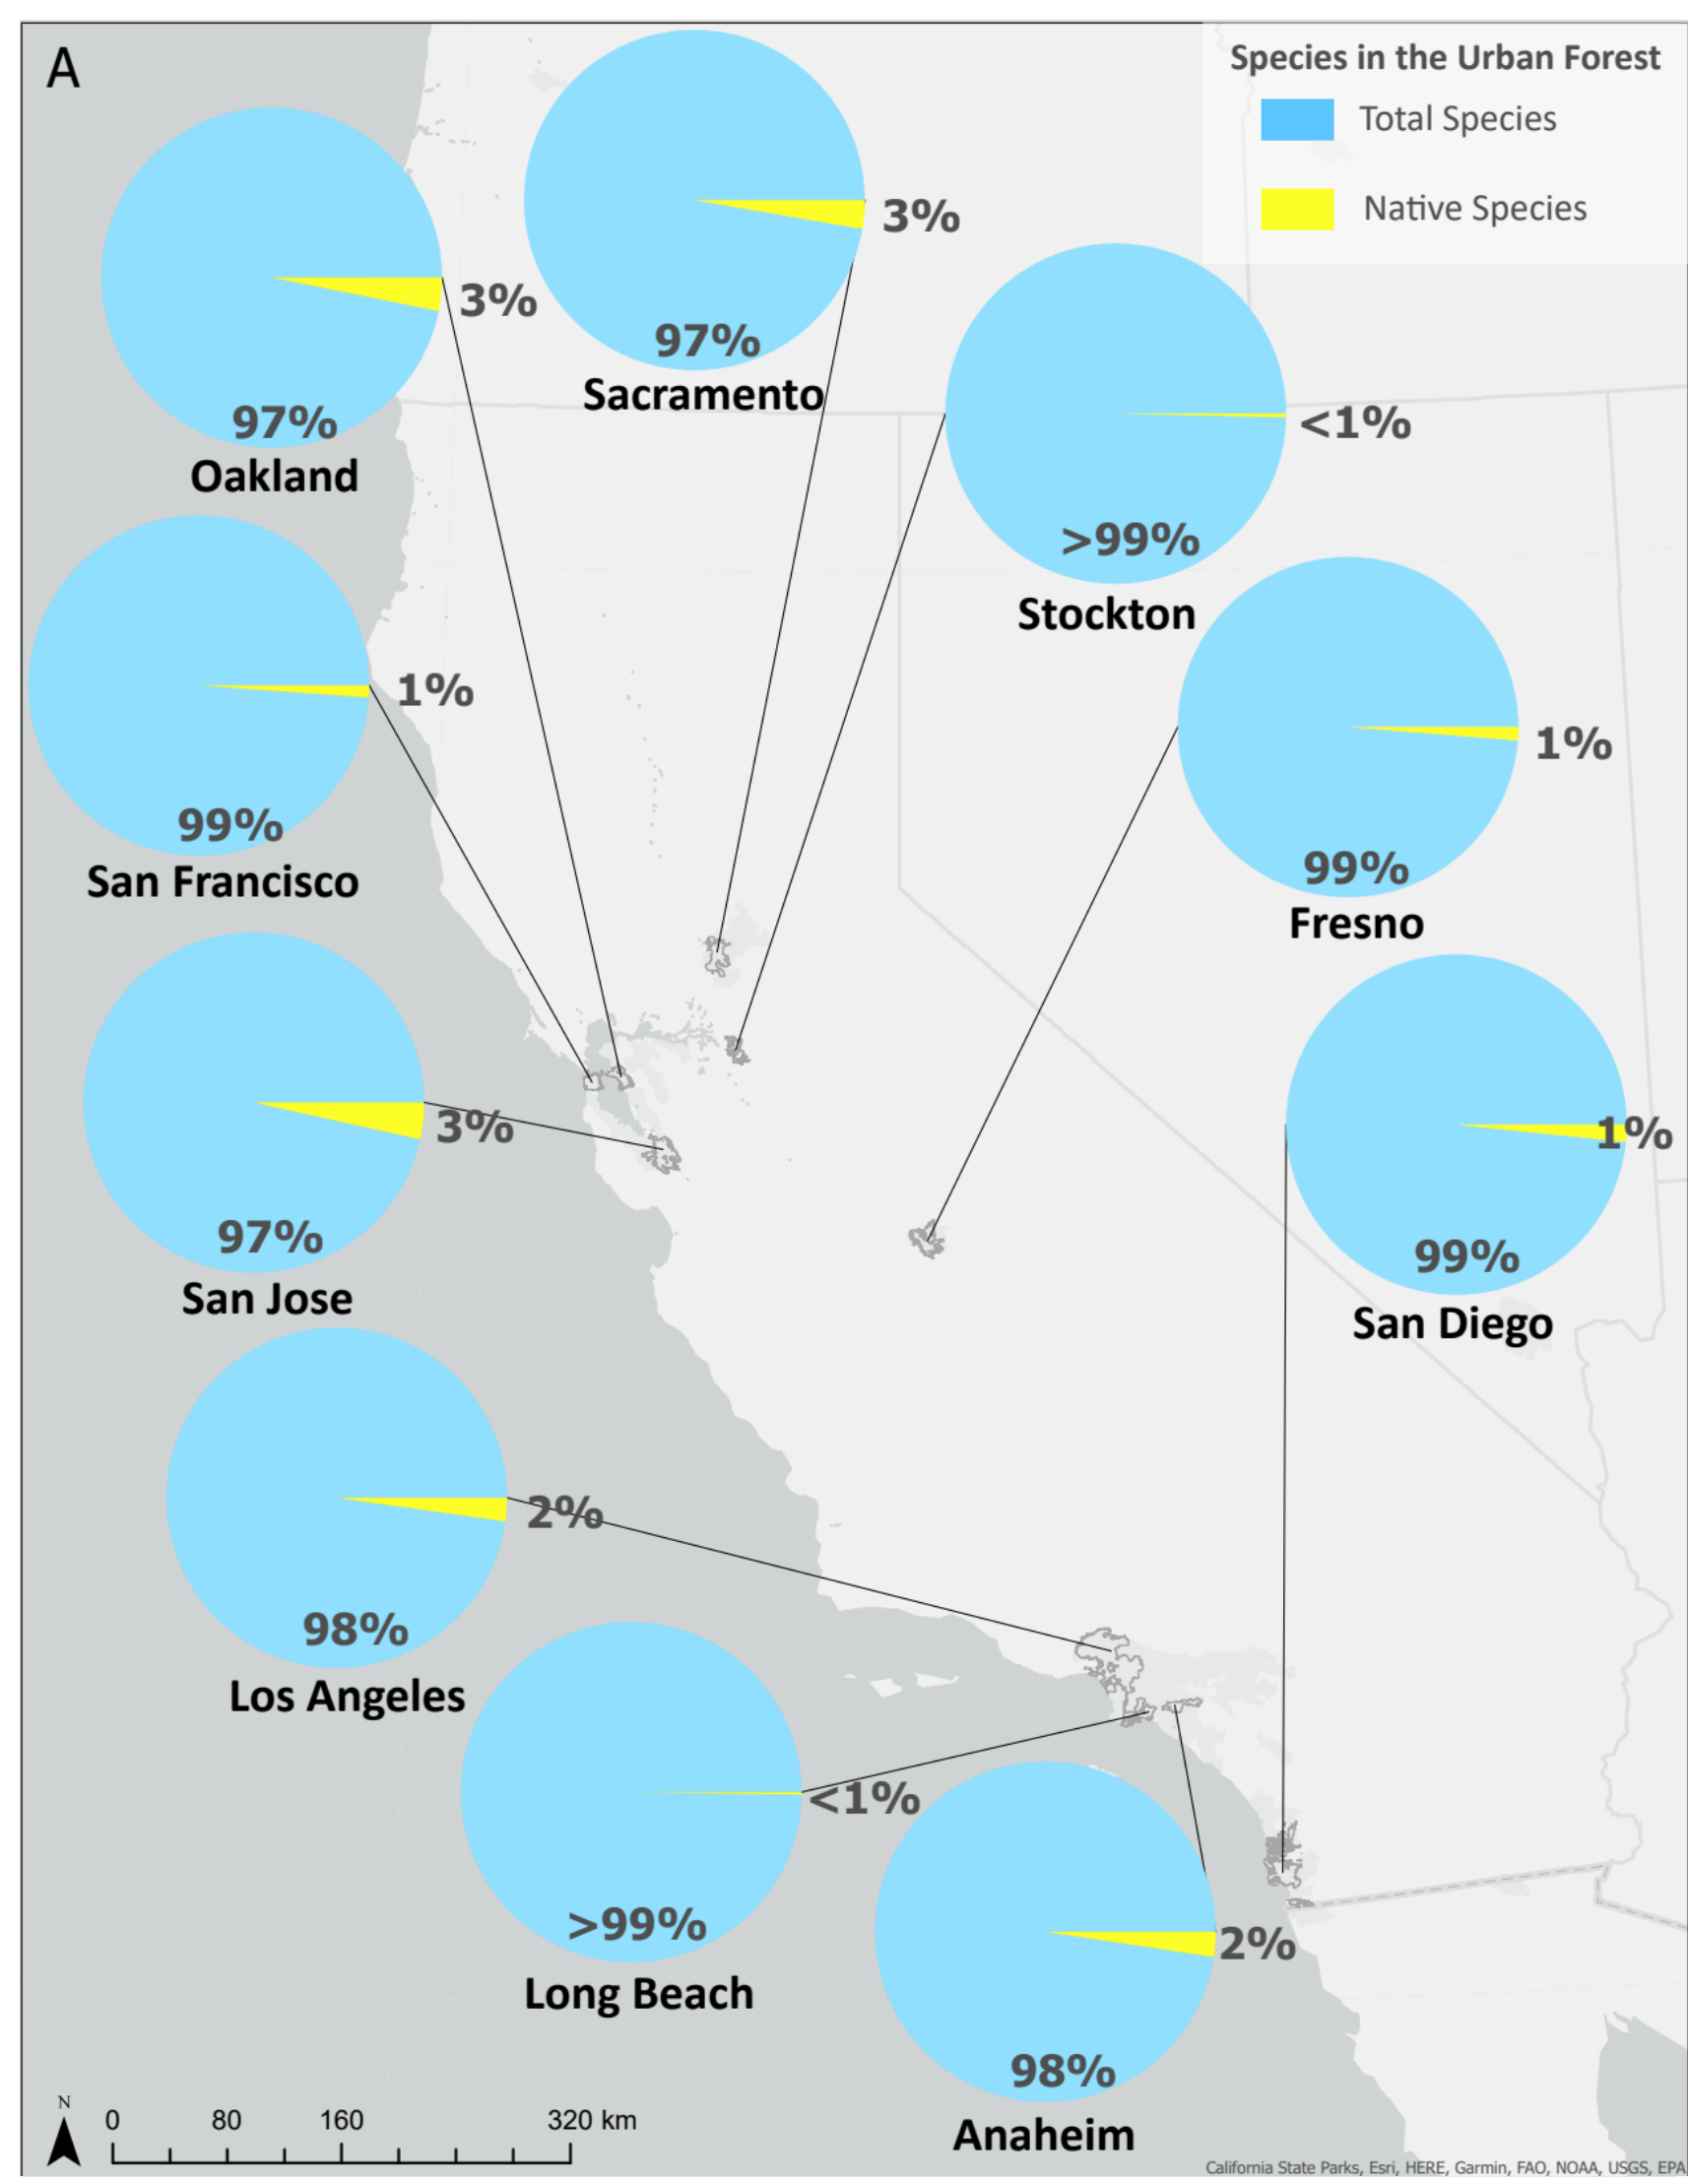 A
Species in the Urban Forest
Total Species
Native Species
3%
97%
Oakland
3%
97%
Sacramento
<1%
>99%
Stockton
1%
99%
San Francisco
1%
99%
Fresno
3%
97%
San Jose
1%
99%
San Diego
2%
98%
Los Angeles
<1%
>99%
Long Beach
2%
98%
Anaheim
N
0 80 160 320 km
California State Parks, Esri, HERE, Garmin, FAO, NOAA, USGS, EPA